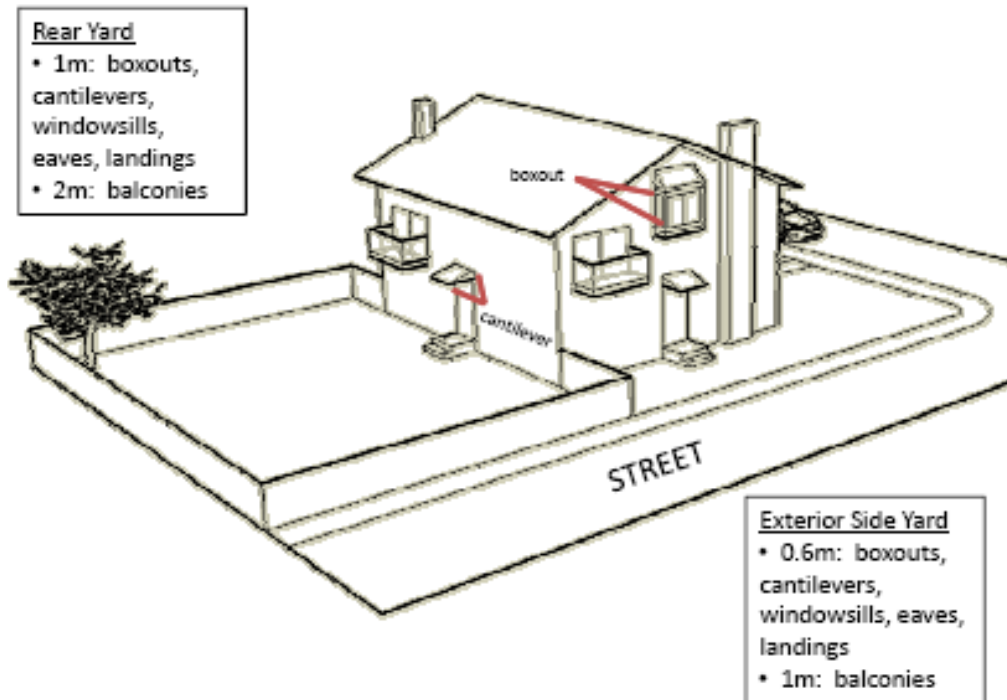 Rear Yard
• 1m: boxouts,
cantilevers,
windowsills,
eaves, landings
• 2m: balconies
boxout
cantilever
STREET
Exterior Side Yard
• 0.6m: boxouts,
cantilevers,
windowsills, eaves,
landings
• 1m: balconies